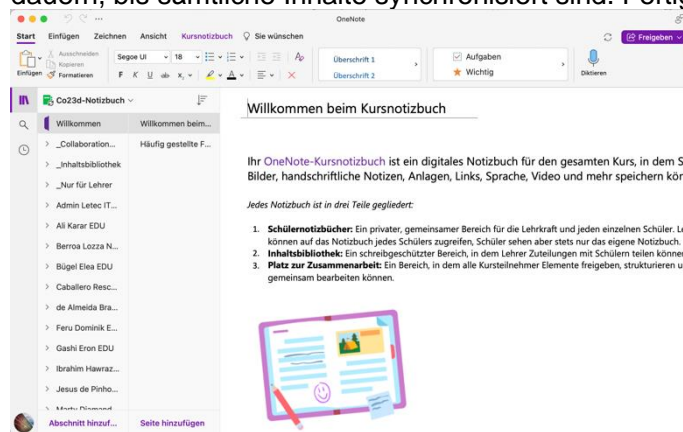 dauern, bis sämtliche Inhalte synchronisiert sind. Fertig
OneNote
Start Einfügen Zeichnen Ansicht Kursnotizbuch Sie wünschen Freigeben
Einfügen Ausschneiden Kopieren Formatieren
Segoe UI 18
F K U ab x
Überschrift 1
Überschrift 2
Aufgaben
Wichtig
Diktieren
Co23d-Notizbuch
Willkommen
_Collaboration...
_Inhaltsbibliothek
_Nur für Lehrer
Admin Letec IT...
Ali Karar EDU
Berroa Lozza N...
Bügel Elea EDU
Caballero Resc...
de Almeida Bra...
Feru Dominik E...
Gashi Eron EDU
Ibrahim Hawraz...
Jesus de Pinho...
Marty Diamond
Abschnitt hinzuf...
Willkommen beim...
Häufig gestellte F...
Seite hinzufügen
Willkommen beim Kursnotizbuch
Ihr OneNote-Kursnotizbuch ist ein digitales Notizbuch für den gesamten Kurs, in dem S
Bilder, handschriftliche Notizen, Anlagen, Links, Sprache, Video und mehr speichern kön
Jedes Notizbuch ist in drei Teile gegliedert:
1. Schülernotizbücher: Ein privater, gemeinsamer Bereich für die Lehrkraft und jeden einzelnen Schüler. Le
können auf das Notizbuch jedes Schülers zugreifen, Schüler sehen aber stets nur das eigene Notizbuch.
2. Inhaltsbibliothek: Ein schreibgeschützter Bereich, in dem Lehrer Zuteilungen mit Schülern teilen könne
3. Platz zur Zusammenarbeit: Ein Bereich, in dem alle Kursteilnehmer Elemente freigeben, strukturieren u
gemeinsam bearbeiten können.